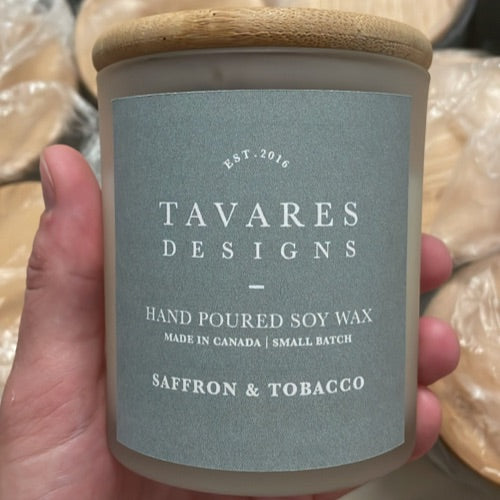 EST. 2016
TAVARES
DESIGNS
HAND POURED SOY WAX
MADE IN CANADA | SMALL BATCH
SAFFRON & TOBACCO